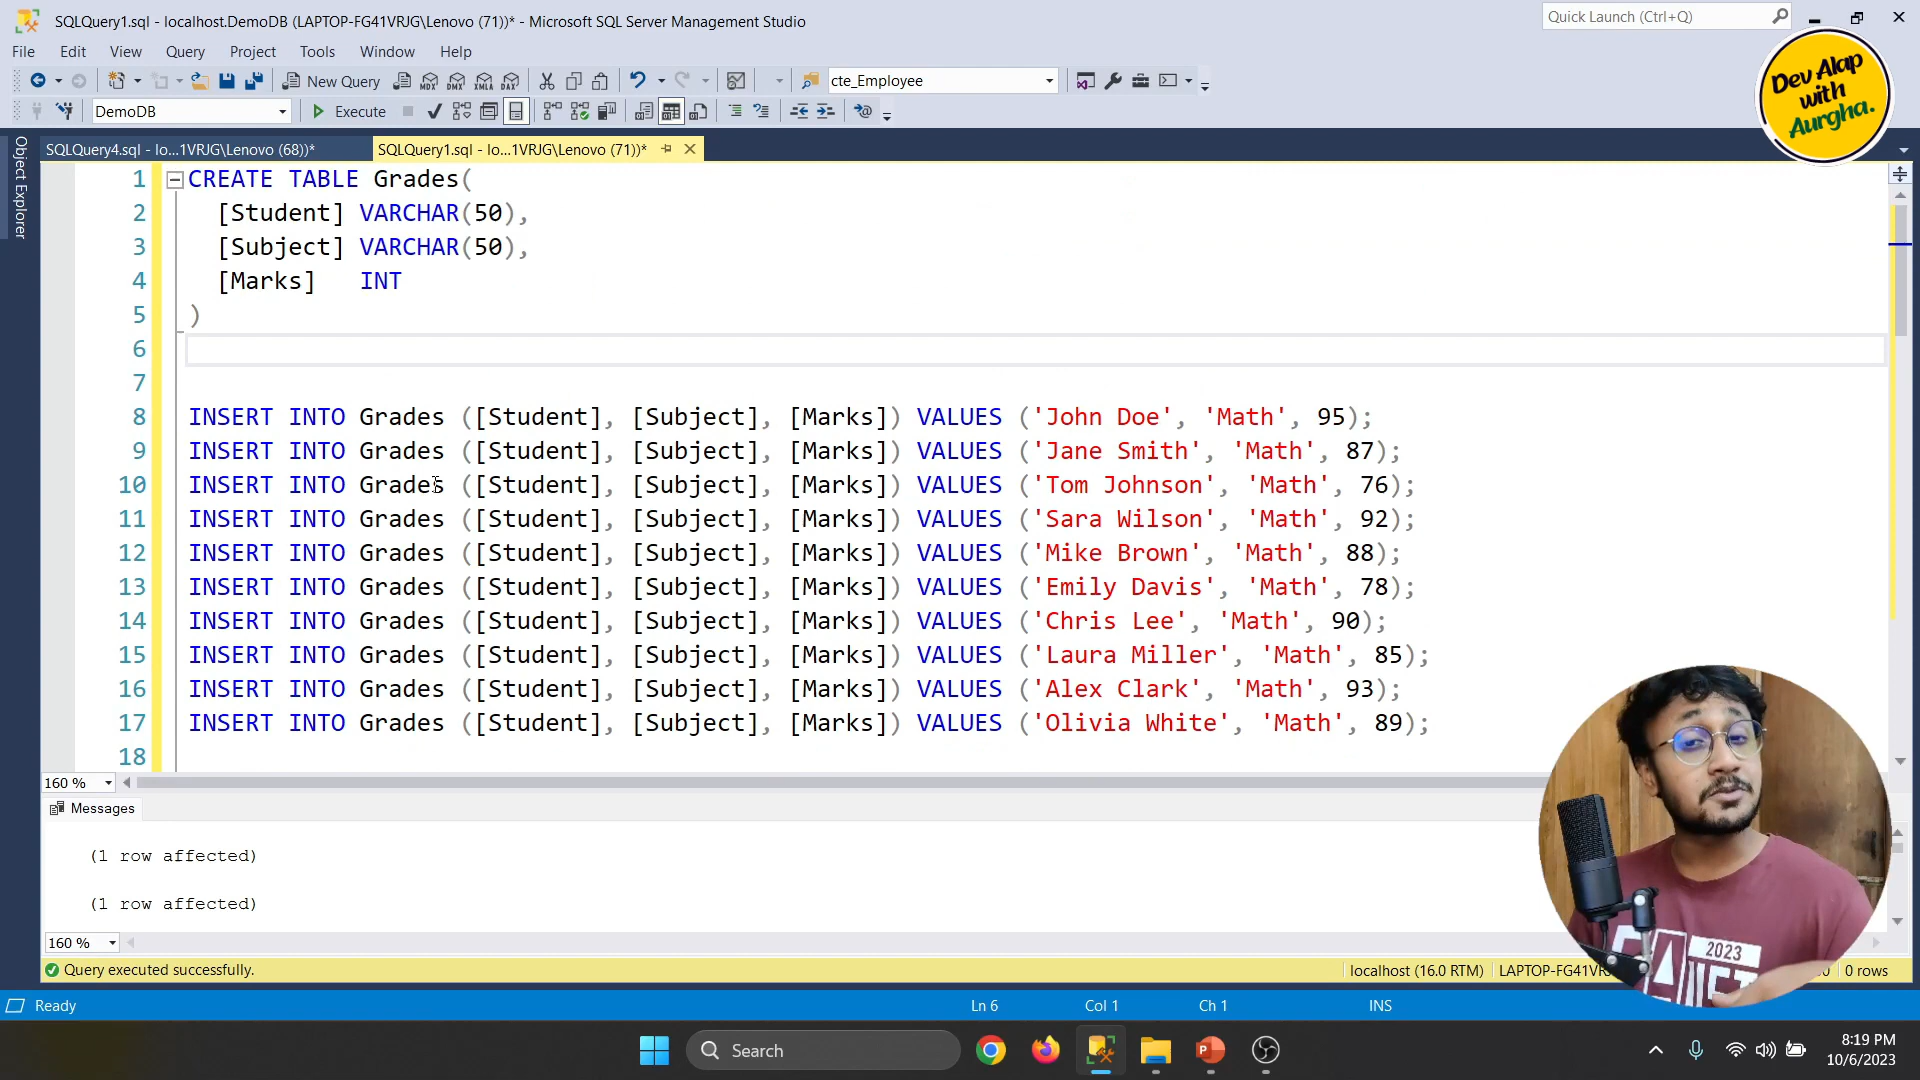 SQLQuery1.sql - localhost.DemoDB (LAPTOP-FG41VRJG\Lenovo (71))* - Microsoft SQL Server Management Studio
Quick Launch (Ctrl+Q)
File Edit View Query Project Tools Window Help
New Query
MDX DMX XMLA DAX
cte_Employee
DemoDB
Execute
Dev Alap
with
Aurgha.
SQLQuery4.sql - lo...1VRJG\Lenovo (68))*
SQLQuery1.sql - lo...1VRJG\Lenovo (71))*
Object Explorer
1 CREATE TABLE Grades(
2 [Student] VARCHAR(50),
3 [Subject] VARCHAR(50),
4 [Marks] INT
5 )
6
7
8 INSERT INTO Grades ([Student], [Subject], [Marks]) VALUES ('John Doe', 'Math', 95);
9 INSERT INTO Grades ([Student], [Subject], [Marks]) VALUES ('Jane Smith', 'Math', 87);
10 INSERT INTO Grades ([Student], [Subject], [Marks]) VALUES ('Tom Johnson', 'Math', 76);
11 INSERT INTO Grades ([Student], [Subject], [Marks]) VALUES ('Sara Wilson', 'Math', 92);
12 INSERT INTO Grades ([Student], [Subject], [Marks]) VALUES ('Mike Brown', 'Math', 88);
13 INSERT INTO Grades ([Student], [Subject], [Marks]) VALUES ('Emily Davis', 'Math', 78);
14 INSERT INTO Grades ([Student], [Subject], [Marks]) VALUES ('Chris Lee', 'Math', 90);
15 INSERT INTO Grades ([Student], [Subject], [Marks]) VALUES ('Laura Miller', 'Math', 85);
16 INSERT INTO Grades ([Student], [Subject], [Marks]) VALUES ('Alex Clark', 'Math', 93);
17 INSERT INTO Grades ([Student], [Subject], [Marks]) VALUES ('Olivia White', 'Math', 89);
18
160 %
Messages
(1 row affected)
(1 row affected)
160 %
2023
Query executed successfully.
localhost (16.0 RTM)
0 rows
Ready
Ln 6
Col 1
Ch 1
INS
Search
8:19 PM
10/6/2023